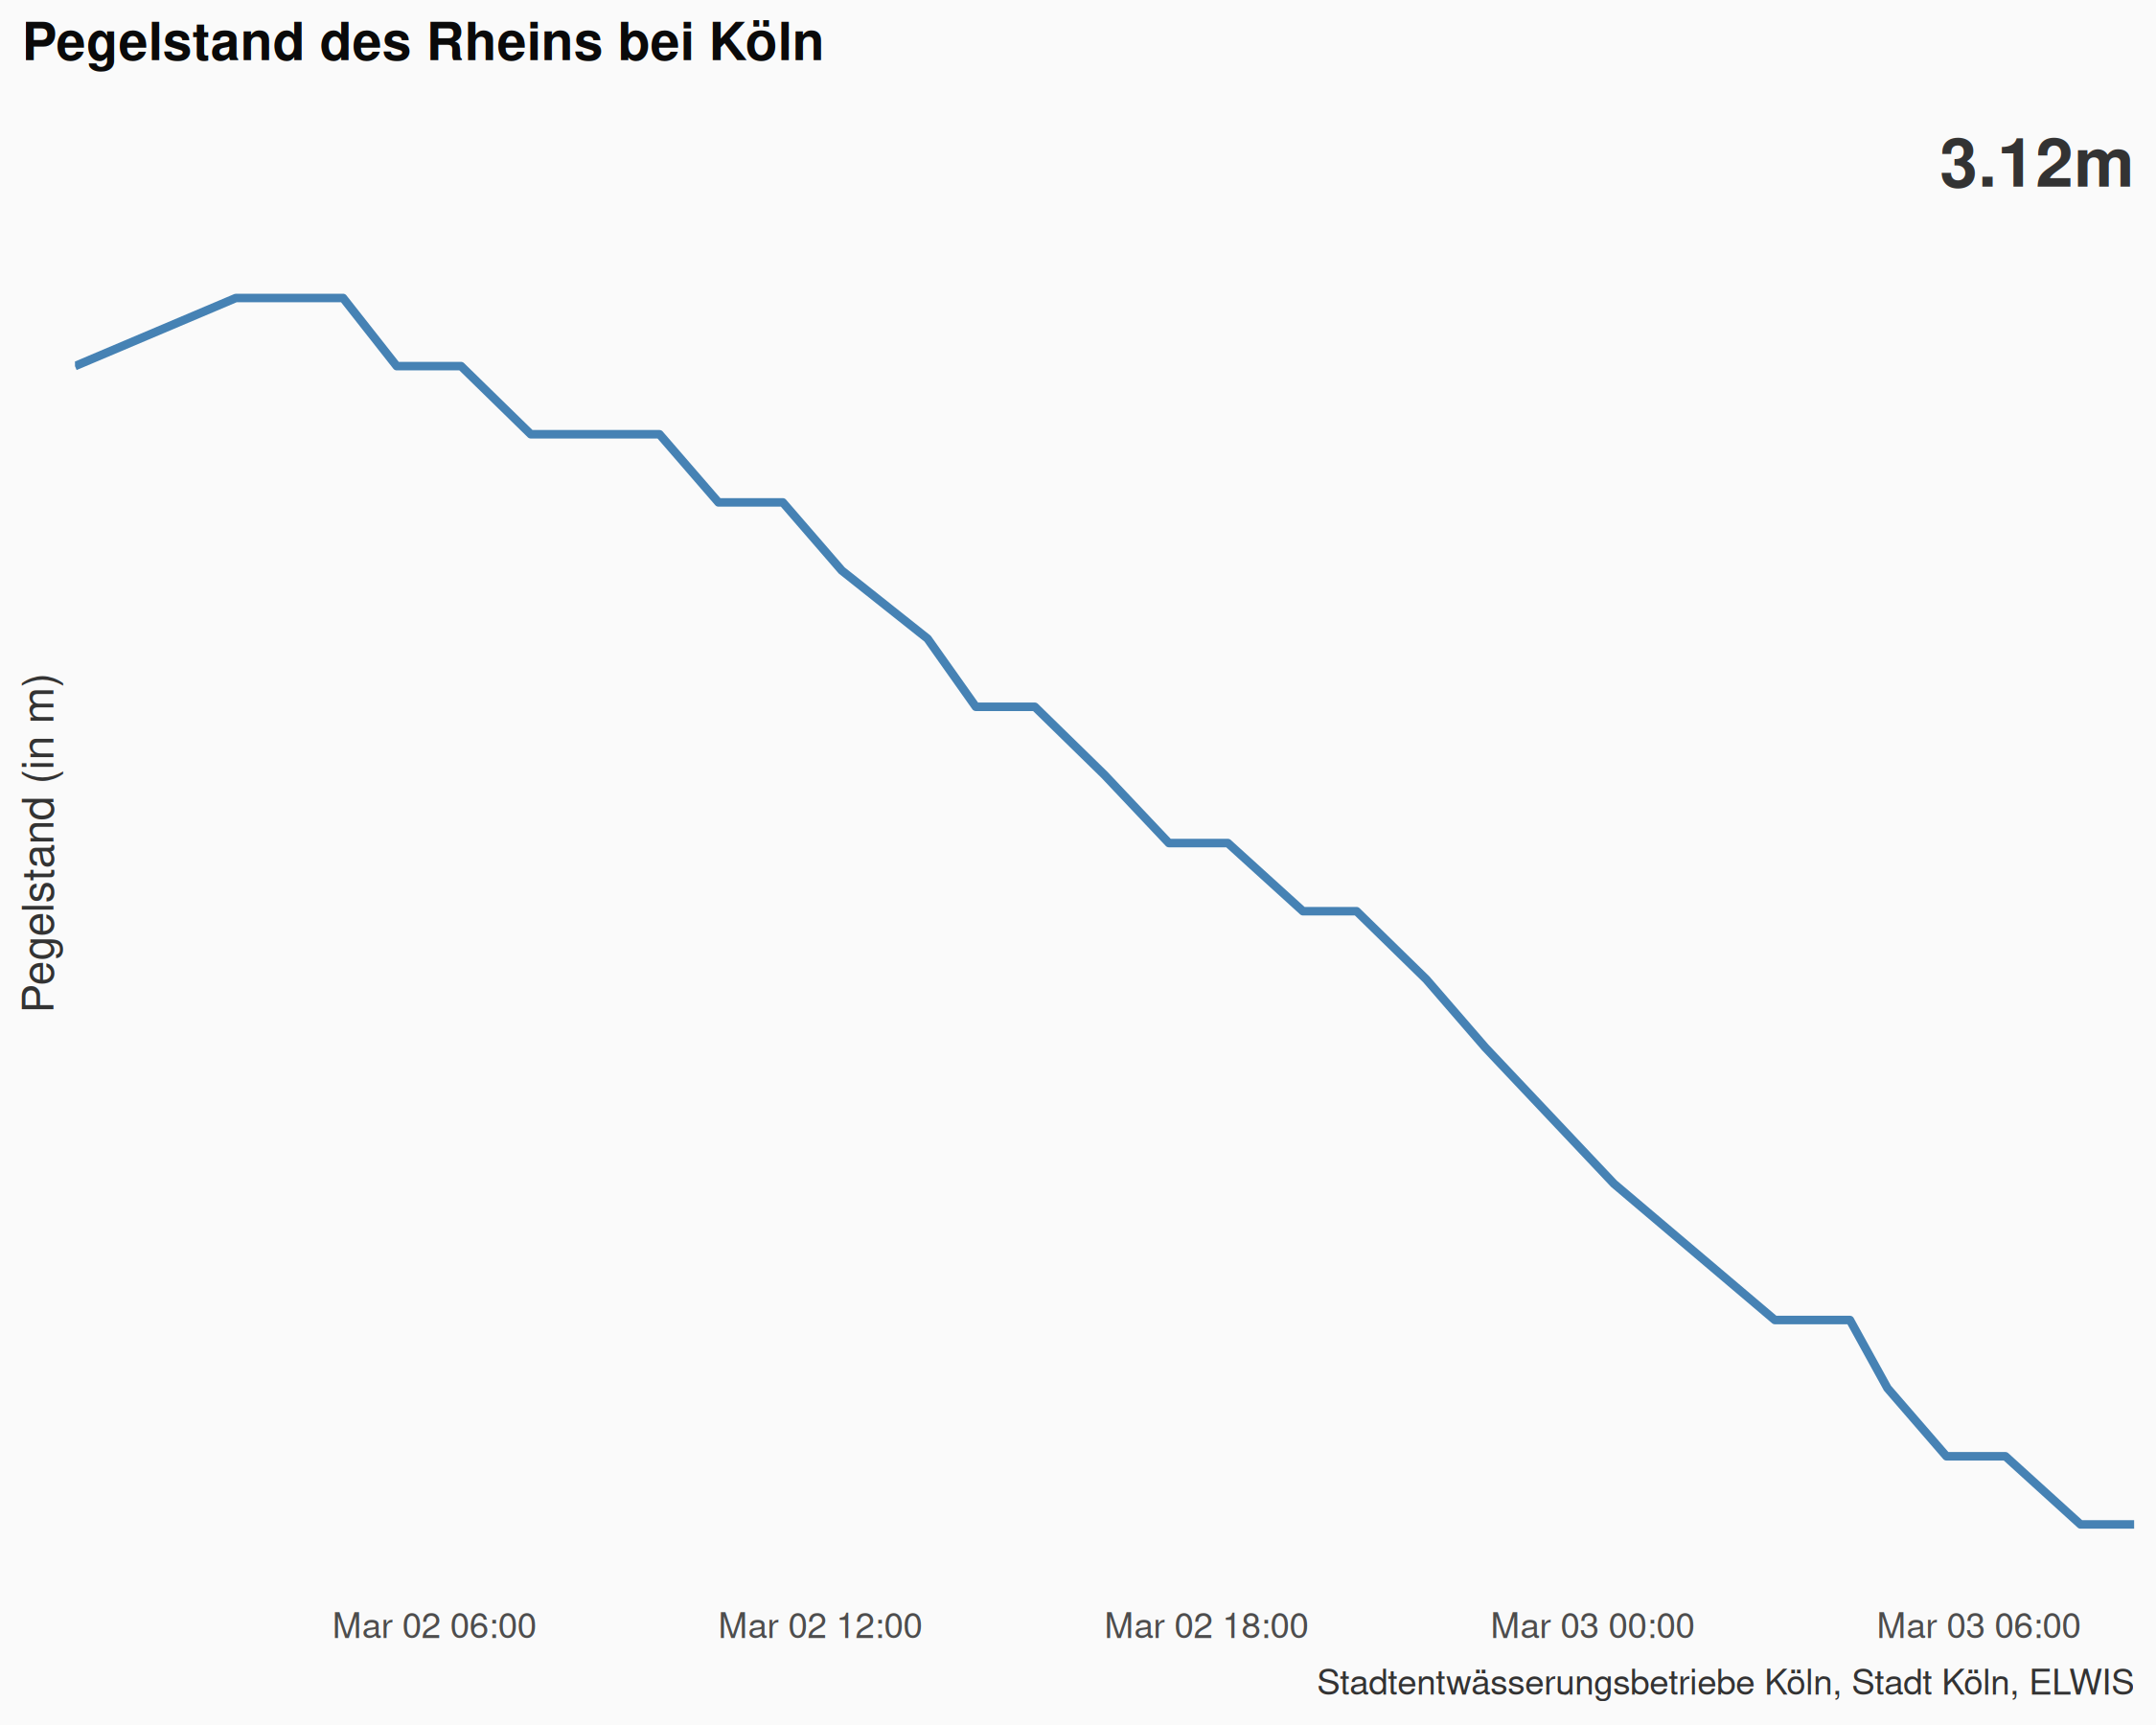 Pegelstand des Rheins bei Köln
3.12m
Pegelstand (in m)
Mar 02 06:00 Mar 02 12:00 Mar 02 18:00 Mar 03 00:00 Mar 03 06:00
Stadtentwässerungsbetriebe Köln, Stadt Köln, ELWIS